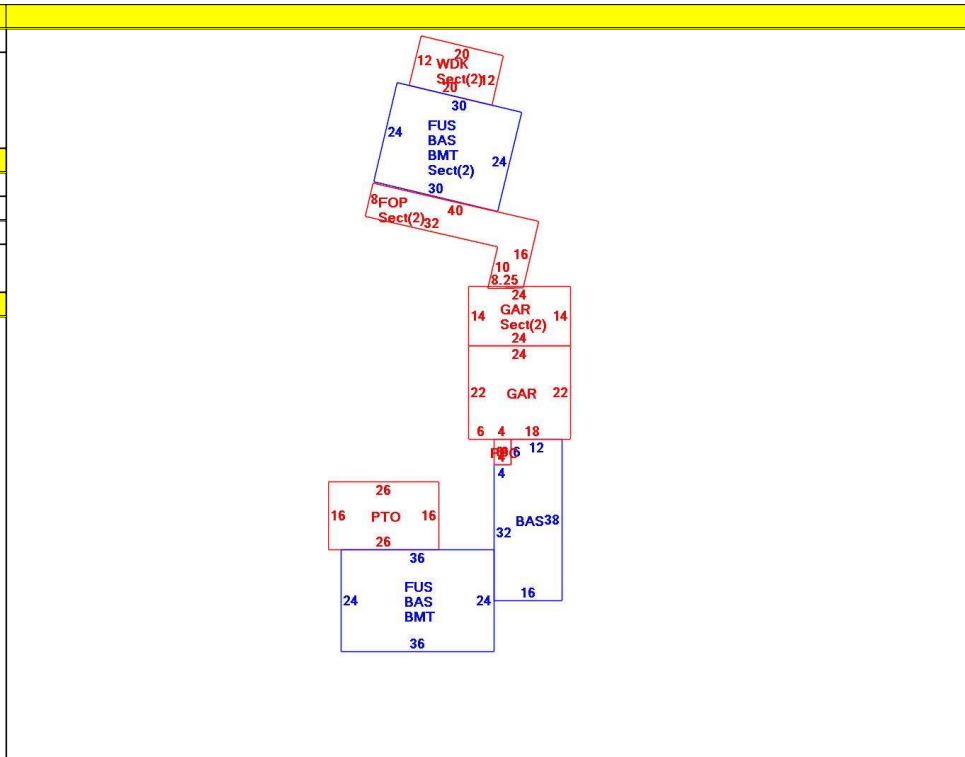 20
12 WDK
Sect(2) 12
20
30
24 FUS
BAS
BMT 24
Sect(2)
30
8 FOP 40
Sect(2) 32
16
10
8.25
24
14 GAR 14
Sect(2)
24
24
22 GAR 22
6 4 18
6 12
4
26
16 PTO 16
26
BAS 38
32
36
16
24 FUS 24
BAS
BMT
36